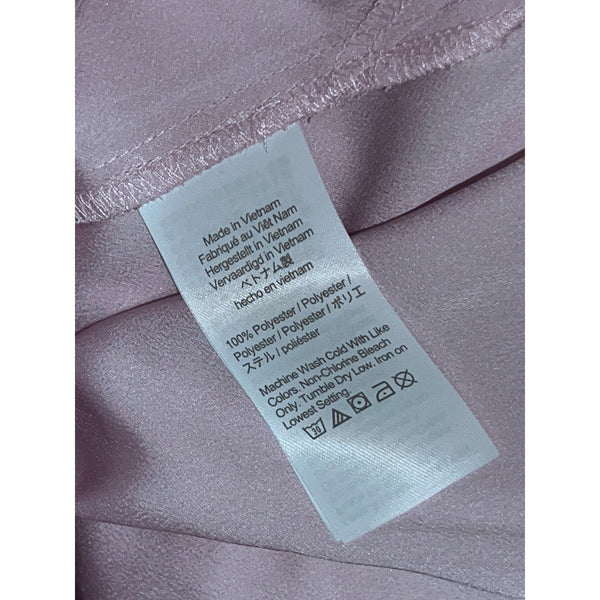 Made in Vietnam
Fabriqué au Việt Nam
Hergestellt in Vietnam
Vervaardigd in Vietnam
ベトナム製
hecho en vietnam
100% Polyester / Polyester /
Polyester / Polyester / ポリエ
ステル / poliéster
Machine Wash Cold With Like
Colors. Non-Chlorine Bleach
Only. Tumble Dry Low. Iron on
Lowest Setting.
30